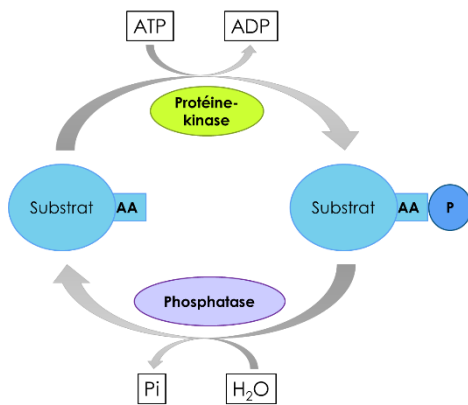 ATP
ADP
Protéine-
kinase
Substrat
AA
Substrat
AA
P
Phosphatase
Pi
H₂O